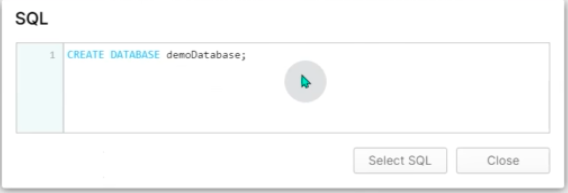 SQL
1 CREATE DATABASE demoDatabase;
Select SQL Close